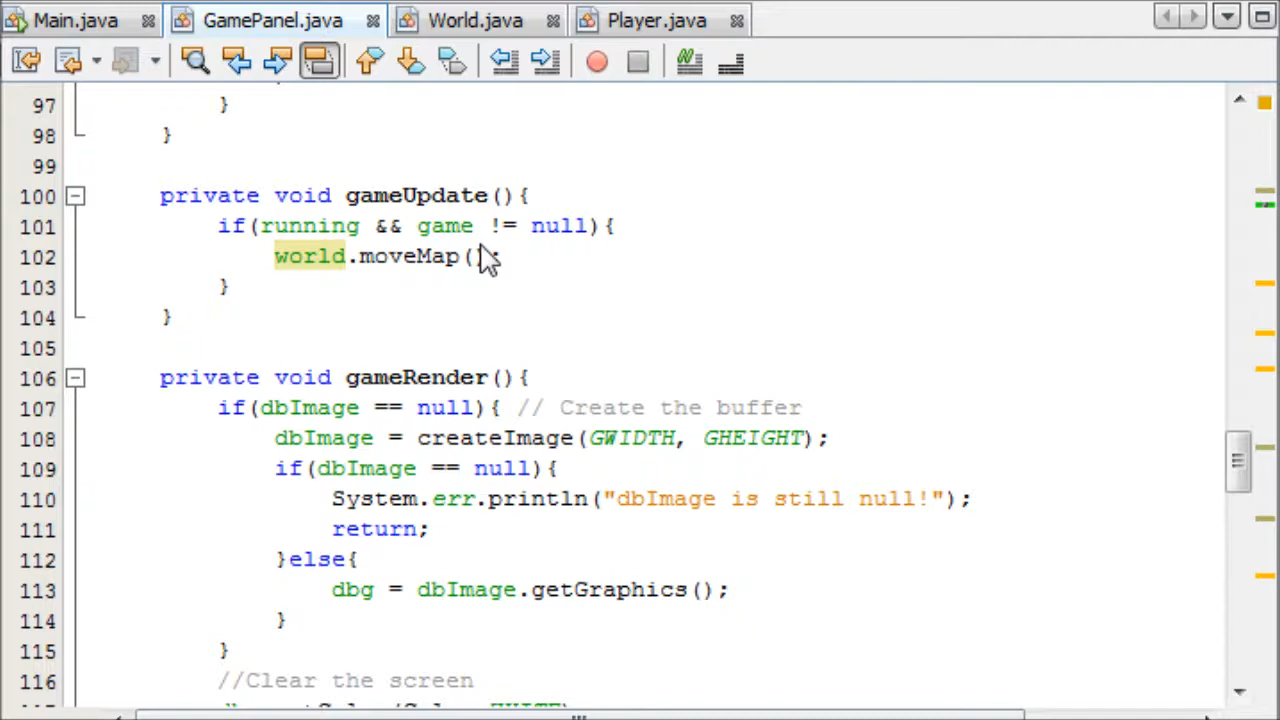 Main.java GamePanel.java World.java Player.java
97 }
98 }
99
100 private void gameUpdate(){
101 if(running && game != null){
102 world.moveMap();
103 }
104 }
105
106 private void gameRender(){
107 if(dbImage == null){ // Create the buffer
108 dbImage = createImage(GWIDTH, GHEIGHT);
109 if(dbImage == null){
110 System.err.println("dbImage is still null!");
111 return;
112 }else{
113 dbg = dbImage.getGraphics();
114 }
115 }
116 //Clear the screen